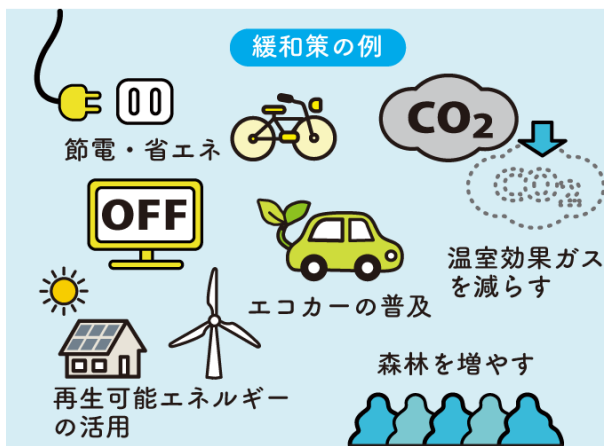 緩和策の例
節電・省エネ
OFF
CO2
CO2
温室効果ガス
を減らす
エコカーの普及
再生可能エネルギー
の活用
森林を増やす